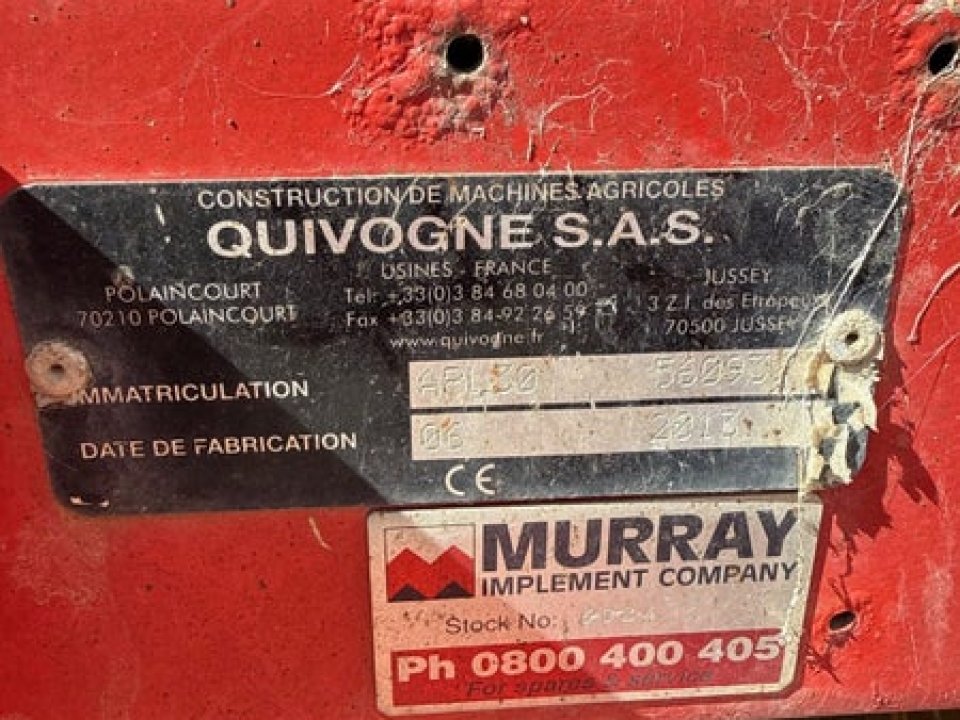 CONSTRUCTION DE MACHINES AGRICOLES
QUIVOGNE S.A.S.
USINES - FRANCE
POLAINCOURT
70210 POLAINCOURT
Tel: +33(0)3 84 68 04 00
Fax +33(0)3 84-92 26 59
www.quivogne.fr
JUSSEY
3 Z.I. des
70500 JUSSEY
IMMATRICULATION
APL30
DATE DE FABRICATION
06 2013
CE
MURRAY
IMPLEMENT COMPANY
Stock No:
Ph 0800 400 405
For spares & service